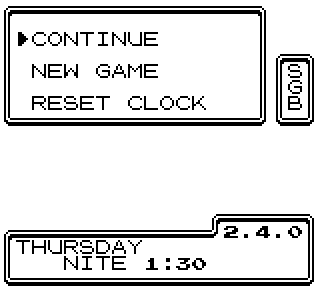 ▶CONTINUE
NEW GAME
RESET CLOCK
SGB
2.4.0
THURSDAY
NITE 1:30